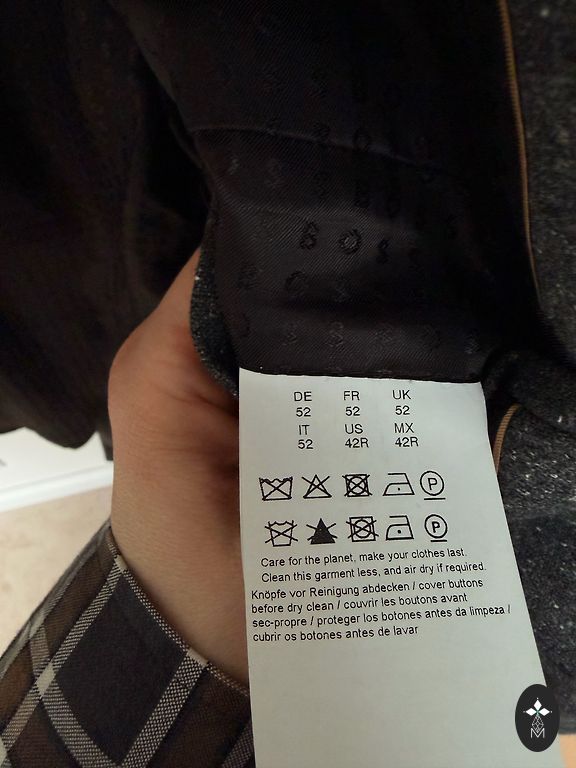 BOSS
DE FR UK
52 52 52
IT US MX
52 42R 42R
P
P
Care for the planet, make your clothes last.
Clean this garment less, and air dry if required.
Knöpfe vor Reinigung abdecken / cover buttons
before dry clean / couvrir les boutons avant
sec-propre / proteger los botones antes da limpeza /
cubrir os botones antes de lavar
M